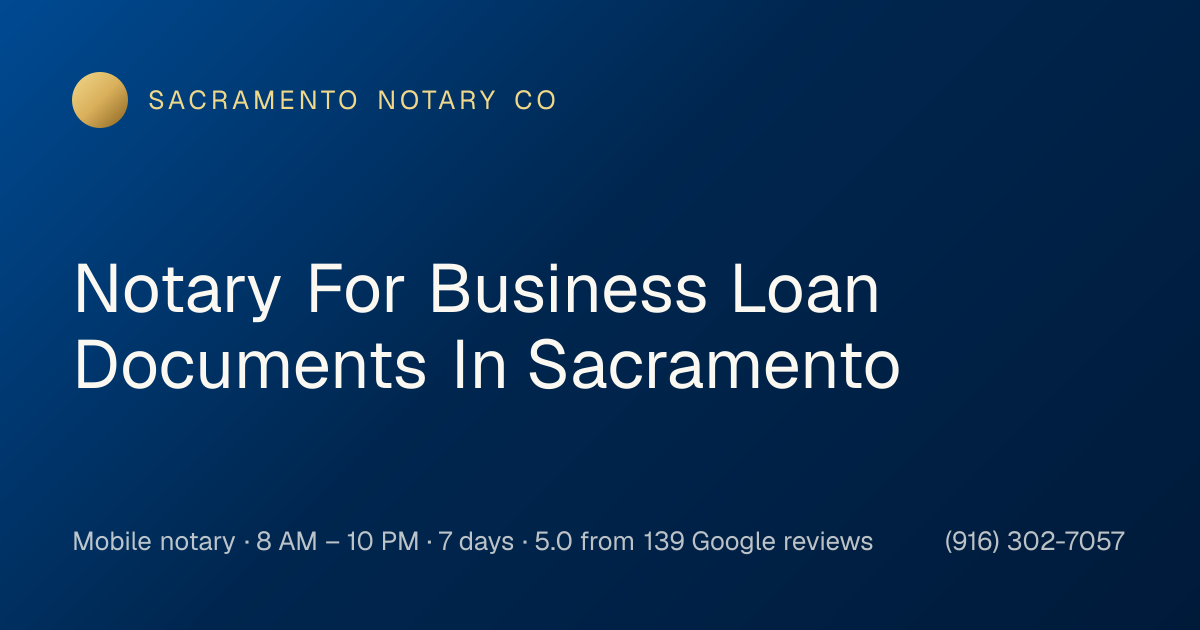 SACRAMENTO NOTARY CO
Notary For Business Loan
Documents In Sacramento
Mobile notary · 8 AM – 10 PM · 7 days · 5.0 from 139 Google reviews
(916) 302-7057